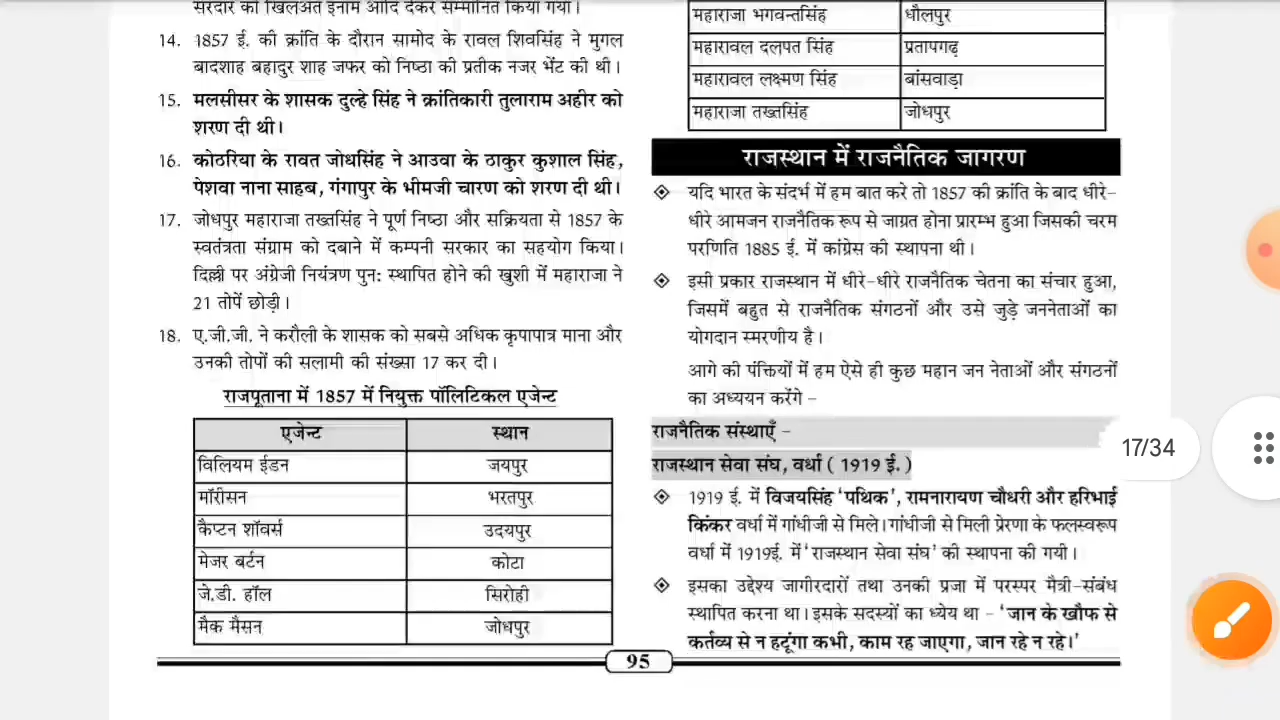 सरदार को खिलअत इनाम आदि देकर सम्मानित किया गया।
14. 1857 ई. की क्रांति के दौरान सामोद के रावल शिवसिंह ने मुगल
बादशाह बहादुर शाह जफर को निष्ठा की प्रतीक नजर भेंट की थी।
15. मलसीसर के शासक दुल्हे सिंह ने क्रांतिकारी तुलाराम अहीर को
शरण दी थी।
16. कोठरिया के रावत जोधसिंह ने आउवा के ठाकुर कुशाल सिंह,
पेशवा नाना साहब, गंगापुर के भीमजी चारण को शरण दी थी।
17. जोधपुर महाराजा तख्तसिंह ने पूर्ण निष्ठा और सक्रियता से 1857 के
स्वतंत्रता संग्राम को दबाने में कम्पनी सरकार का सहयोग किया।
दिल्ली पर अंग्रेजी नियंत्रण पुनः स्थापित होने की खुशी में महाराजा ने
21 तोपें छोड़ी।
18. ए.जी.जी. ने करौली के शासक को सबसे अधिक कृपापात्र माना और
उनकी तोपों की सलामी की संख्सा 17 कर दी।
राजपूताना में 1857 में नियुक्त पॉलिटिकल एजेन्ट
एजेन्ट स्थान
विलियम ईडन जयपुर
मॉरीसन भरतपुर
कैप्टन शॉवर्स उदयपुर
मेजर बर्टन कोटा
जे.डी. हॉल सिरोही
मैक मैसन जोधपुर
महाराजा भगवन्तसिंह धौलपुर
महारावल दलपत सिंह प्रतापगढ़
महारावल लक्ष्मण सिंह बांसवाड़ा
महाराजा तख्तसिंह जोधपुर
राजस्थान में राजनैतिक जागरण
यदि भारत के संदर्भ में हम बात करे तो 1857 की क्रांति के बाद धीरे-
धीरे आमजन राजनैतिक रूप से जाग्रत होना प्रारम्भ हुआ जिसकी चरम
परणिति 1885 ई. में कांग्रेस की स्थापना थी।
इसी प्रकार राजस्थान में धीरे-धीरे राजनैतिक चेतना का संचार हुआ,
जिसमें बहुत से राजनैतिक संगठनों और उसे जुड़े जननेताओं का
योगदान स्मरणीय है।
आगे की पंक्तियों में हम ऐसे ही कुछ महान जन नेताओं और संगठनों
का अध्ययन करेंगे -
राजनैतिक संस्थाएँ -
राजस्थान सेवा संघ, वर्धा ( 1919 ई. )
1919 ई. में विजयसिंह 'पथिक', रामनारायण चौधरी और हरिभाई
किंकर वर्धा में गांधीजी से मिले। गांधीजी से मिली प्रेरणा के फलस्वरूप
वर्धा में 1919ई. में 'राजस्थान सेवा संघ' की स्थापना की गयी।
इसका उद्देश्य जागीरदारों तथा उनकी प्रजा में परस्पर मैत्री-संबंध
स्थापित करना था। इसके सदस्यों का ध्येय था - 'जान के खौफ से
कर्तव्य से न हटूंगा कभी, काम रह जाएगा, जान रहे न रहे।'
17/34
95